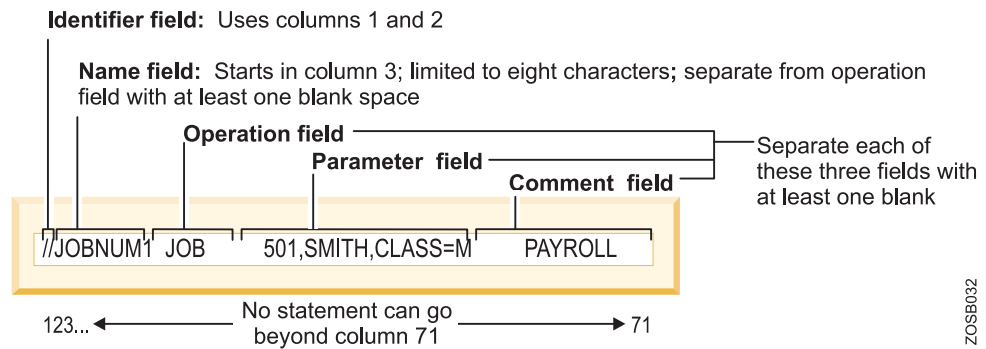 Identifier field: Uses columns 1 and 2
Name field: Starts in column 3; limited to eight characters; separate from operation
field with at least one blank space
Operation field
Parameter field
Comment field
Separate each of
these three fields with
at least one blank
//JOBNUM1 JOB 501,SMITH,CLASS=M PAYROLL
123... No statement can go
beyond column 71
71
ZOSB032